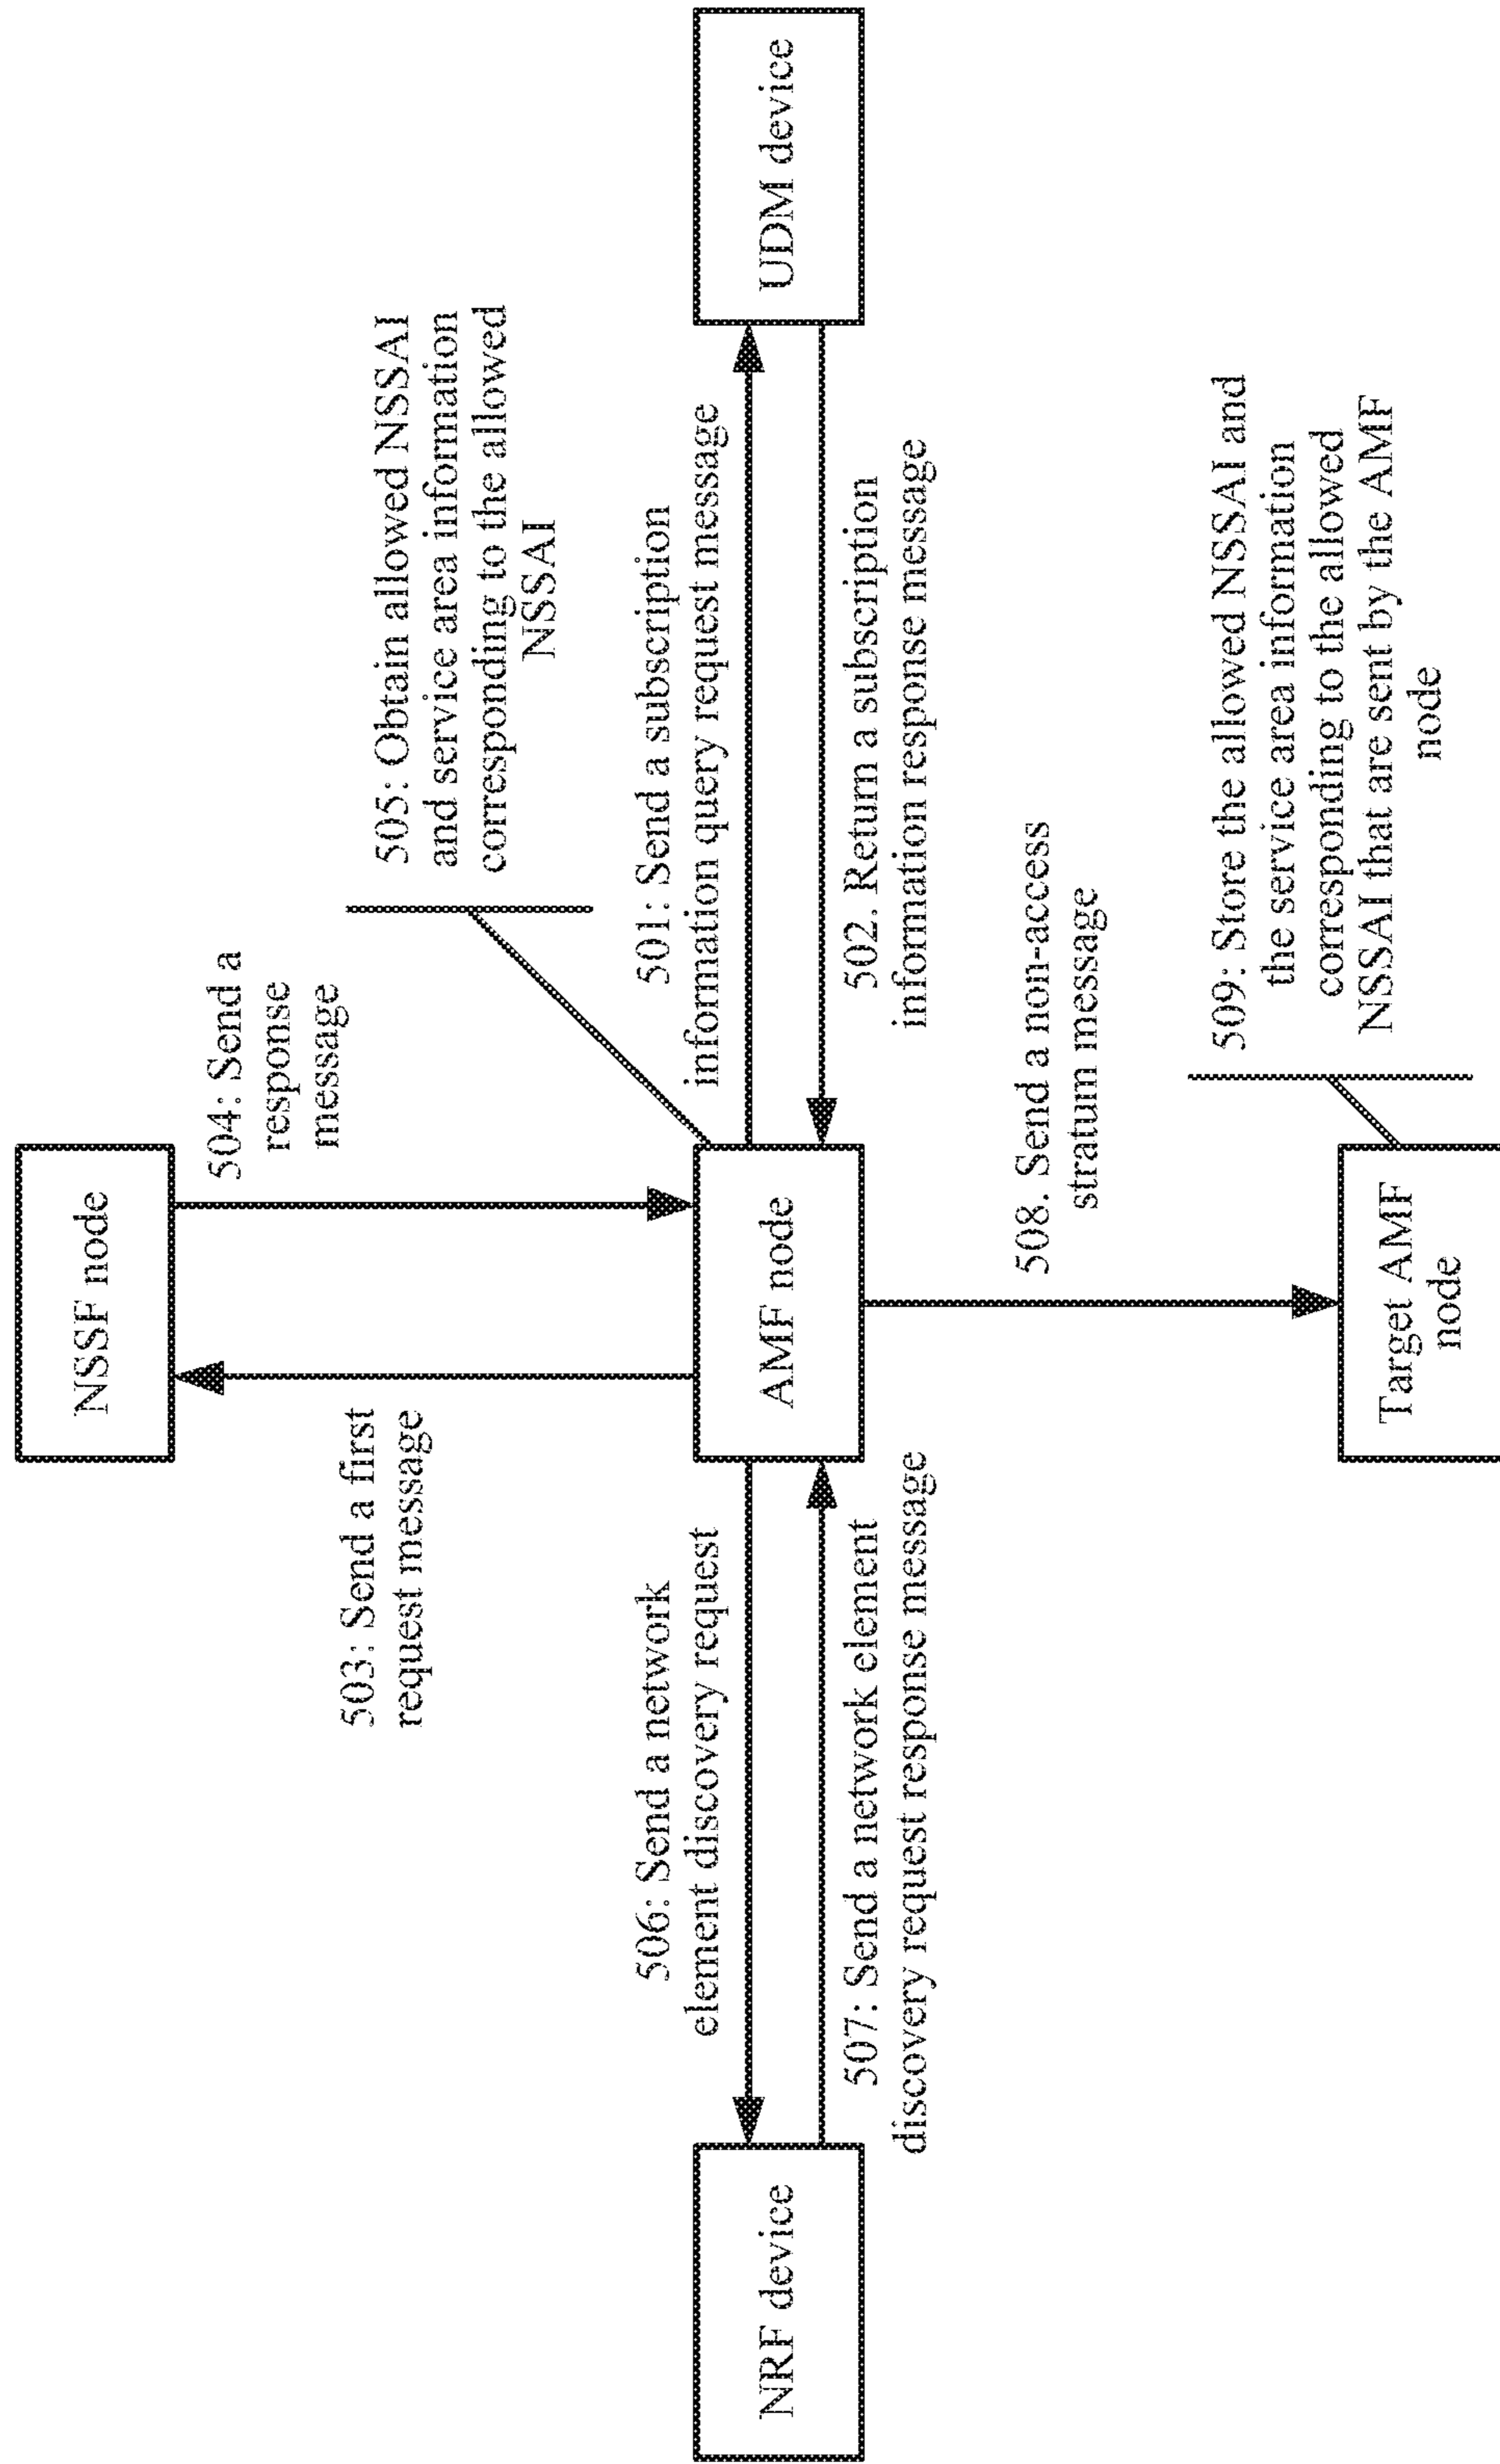 NSSF node
504: Send a
response
message
503: Send a first
request message
505: Obtain allowed NSSAI
and service area information
corresponding to the allowed
NSSAI
506: Send a network
element discovery request
501: Send a subscription
information query request message
NRF device
AMF node
UDM device
507: Send a network element
discovery request response message
502. Return a subscription
information response message
508. Send a non-access
stratum message
509: Store the allowed NSSAI and
the service area information
corresponding to the allowed
NSSAI that are sent by the AMF
node
Target AMF
node